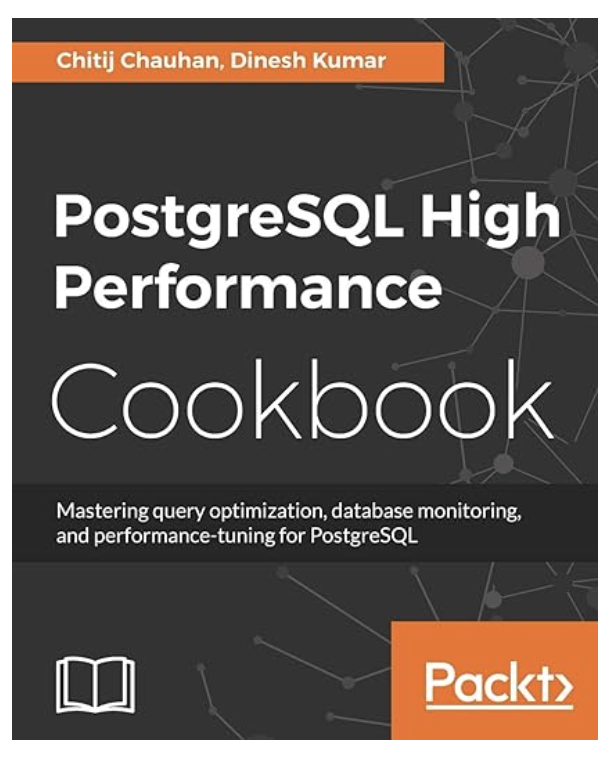 Chitij Chauhan, Dinesh Kumar
PostgreSQL High
Performance
Cookbook
Mastering query optimization, database monitoring,
and performance-tuning for PostgreSQL
Packt>